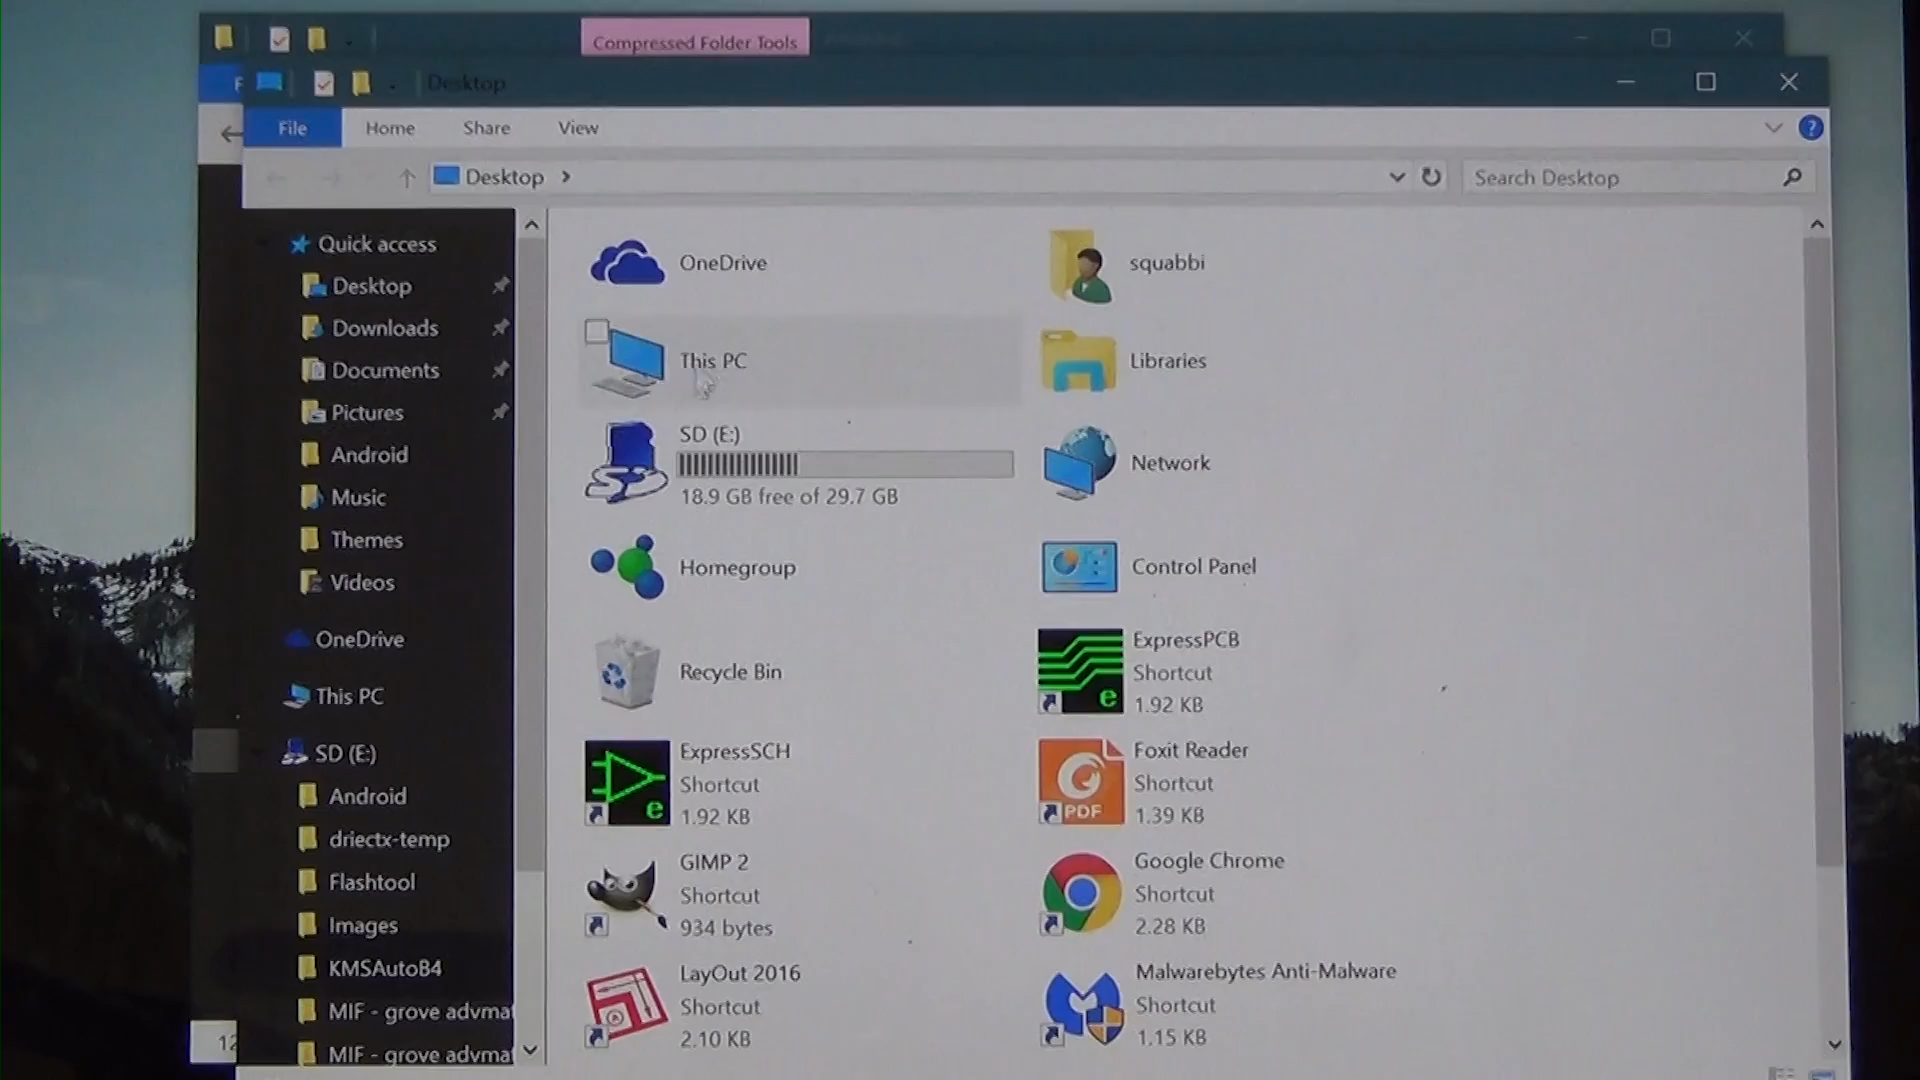 Compressed Folder Tools
F
Desktop
File
Home
Share
View
?
Desktop
Search Desktop
Quick access
Desktop
Downloads
Documents
Pictures
Android
Music
Themes
Videos
OneDrive
This PC
SD (E:)
Android
driectx-temp
Flashtool
Images
KMSAutoB4
MIF - grove advmat
MIF - grove advmat
12
OneDrive
squabbi
This PC
Libraries
SD (E:)
18.9 GB free of 29.7 GB
Network
Homegroup
Control Panel
Recycle Bin
ExpressPCB
Shortcut
1.92 KB
e
ExpressSCH
Shortcut
1.92 KB
e
Foxit Reader
Shortcut
1.39 KB
PDF
GIMP 2
Shortcut
934 bytes
Google Chrome
Shortcut
2.28 KB
LayOut 2016
Shortcut
2.10 KB
Malwarebytes Anti-Malware
Shortcut
1.15 KB